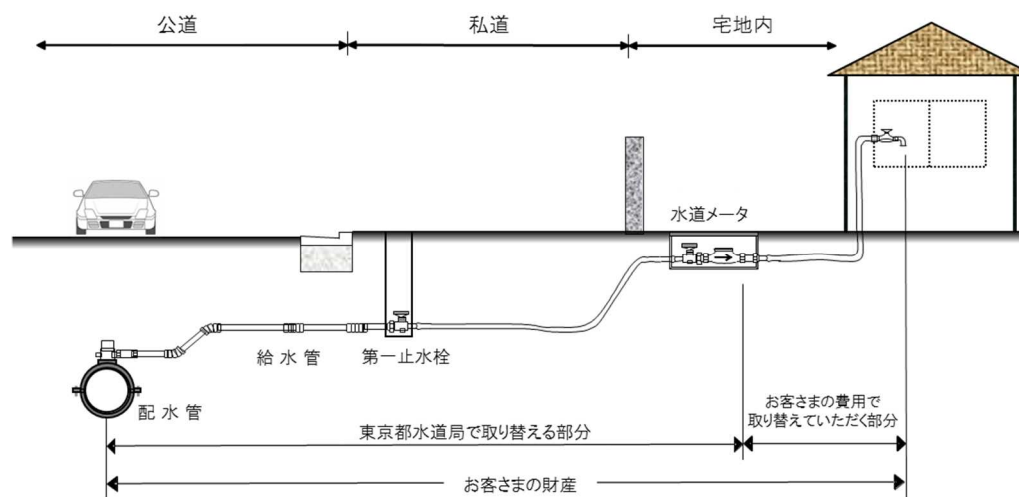 公道
私道
宅地内
水道メータ
給水管
第一止水栓
配水管
お客さまの費用で
取り替えていただく部分
東京都水道局で取り替える部分
お客さまの財産